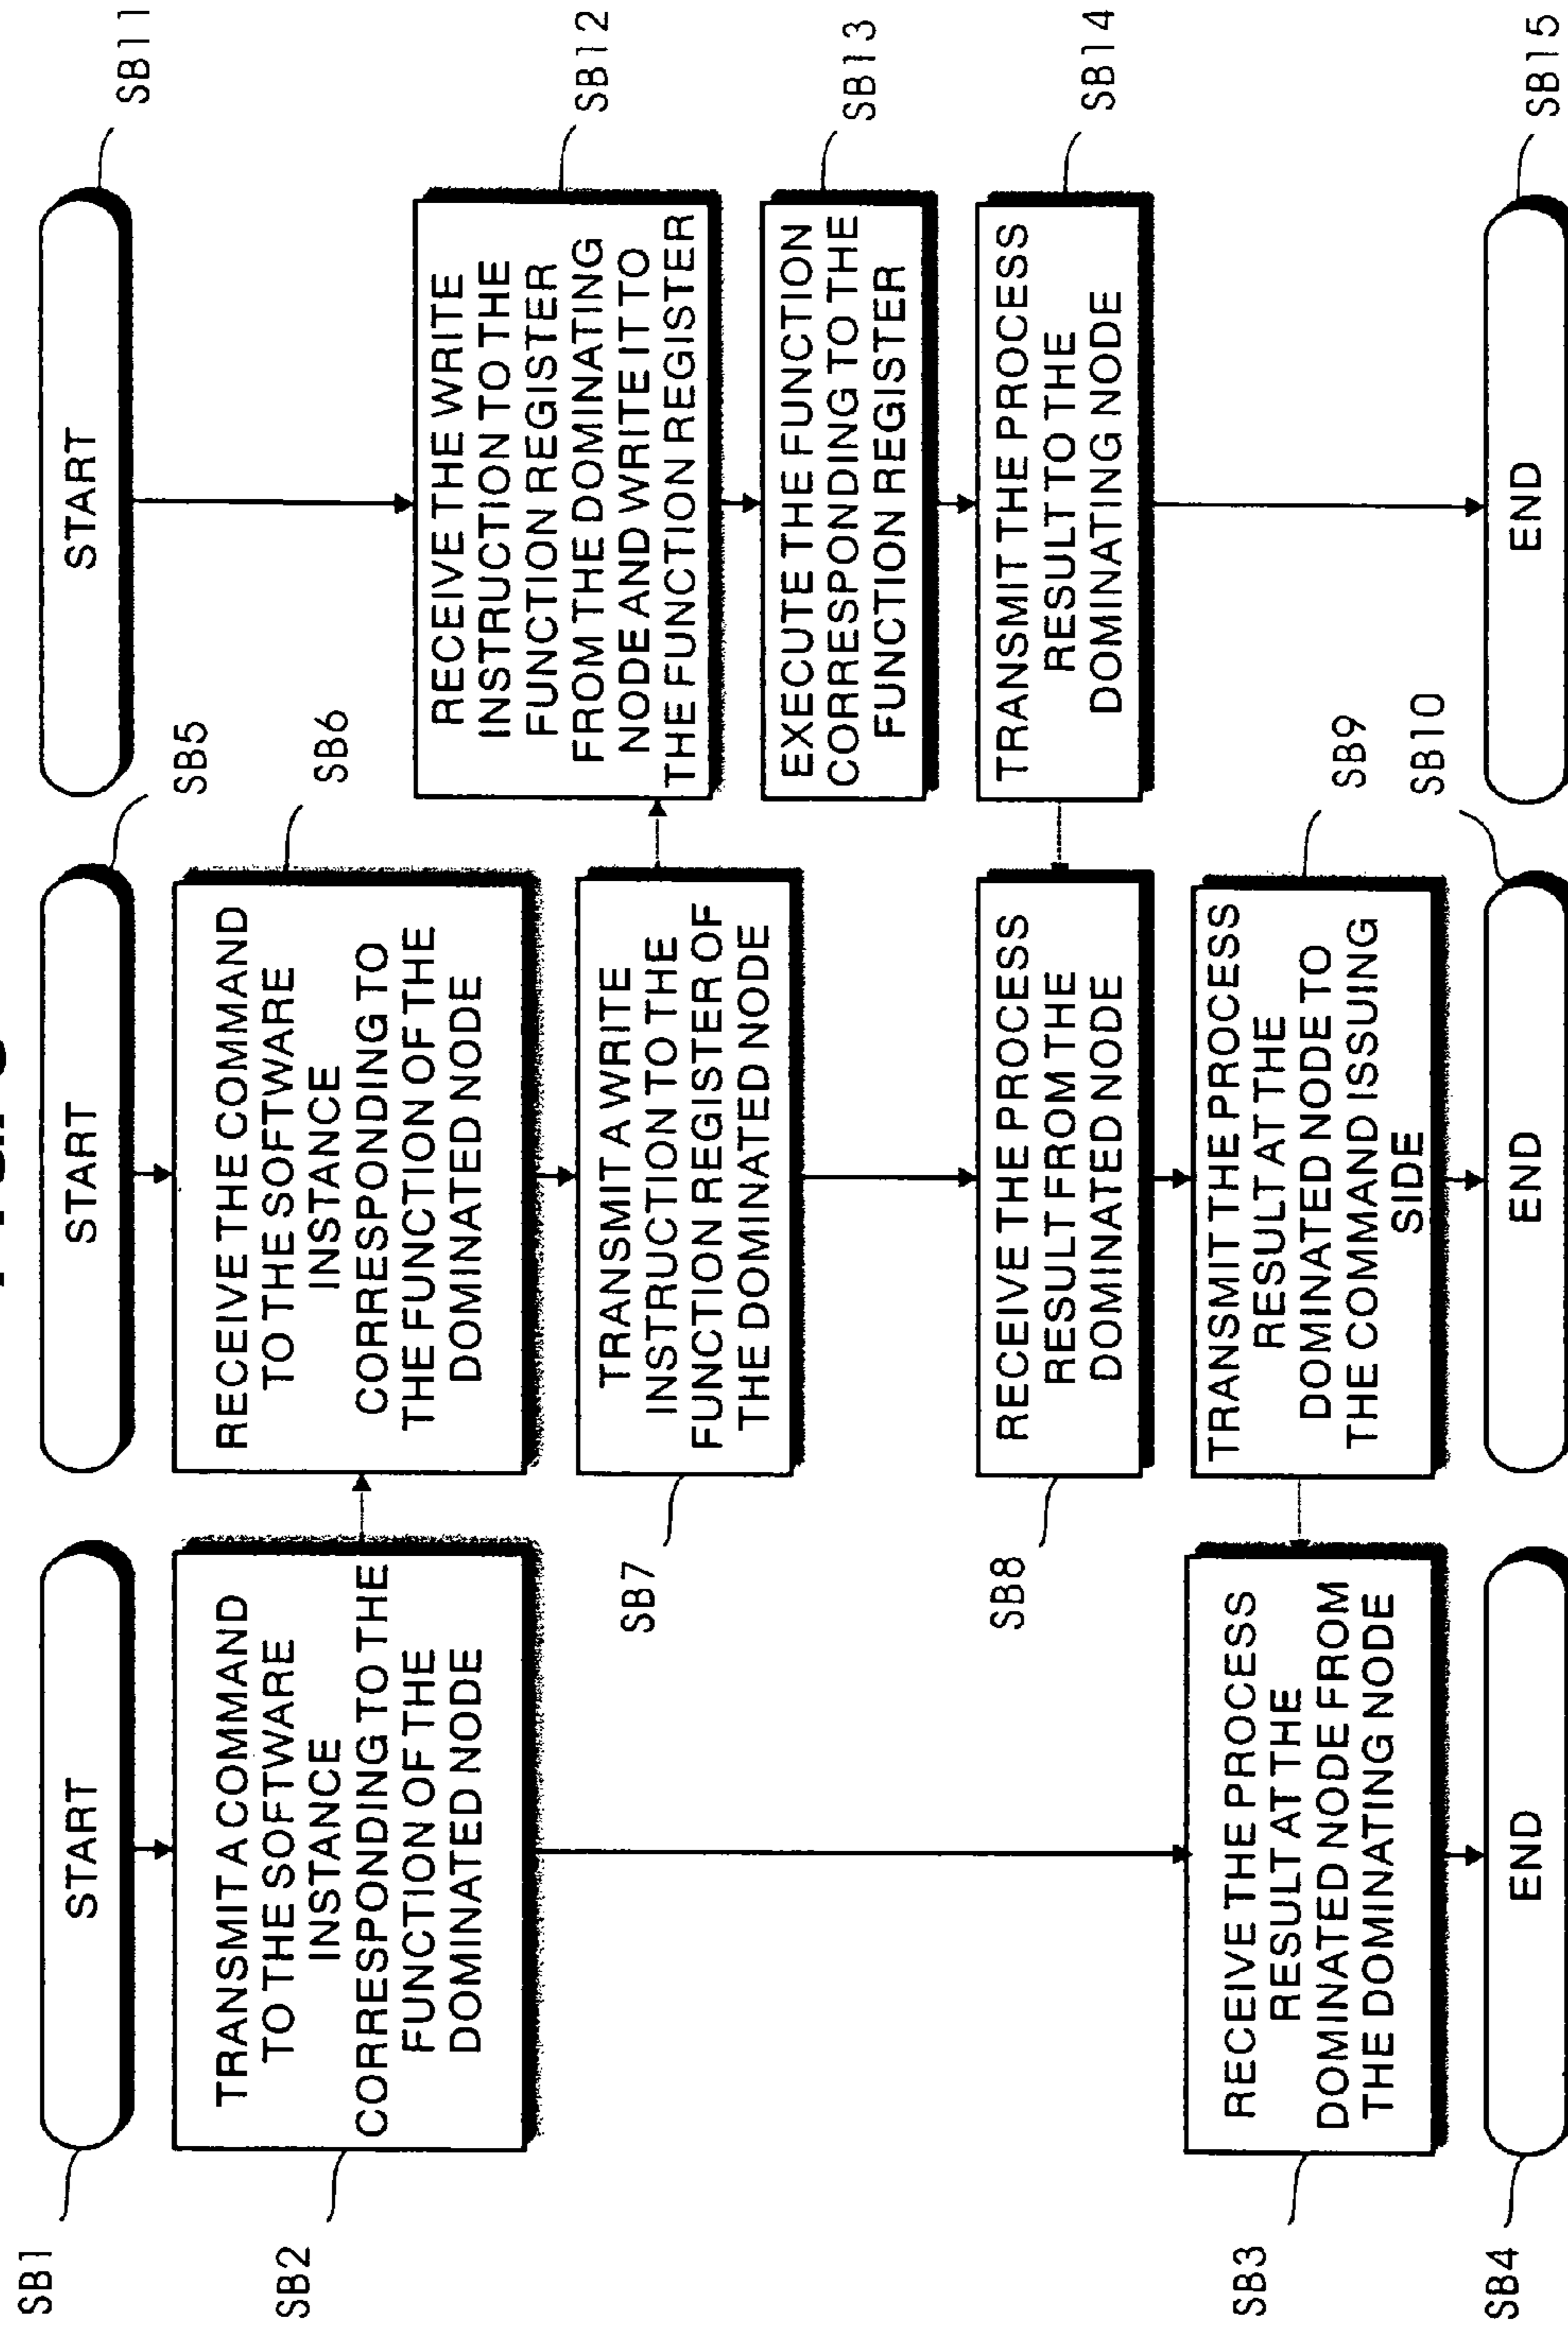 SB1
START
SB2
TRANSMIT A COMMAND
TO THE SOFTWARE
INSTANCE
CORRESPONDING TO THE
FUNCTION OF THE
DOMINATED NODE
SB3
RECEIVE THE PROCESS
RESULT AT THE
DOMINATED NODE FROM
THE DOMINATING NODE
SB4
END
START
SB5
RECEIVE THE COMMAND
TO THE SOFTWARE
INSTANCE
CORRESPONDING TO
THE FUNCTION OF THE
DOMINATED NODE
SB6
SB7
TRANSMIT A WRITE
INSTRUCTION TO THE
FUNCTION REGISTER OF
THE DOMINATED NODE
SB8
RECEIVE THE PROCESS
RESULT FROM THE
DOMINATED NODE
TRANSMIT THE PROCESS
RESULT AT THE
DOMINATED NODE TO
THE COMMAND ISSUING
SIDE
SB9
END
SB10
START
SB11
RECEIVE THE WRITE
INSTRUCTION TO THE
FUNCTION REGISTER
FROM THE DOMINATING
NODE AND WRITE IT TO
THE FUNCTION REGISTER
SB12
EXECUTE THE FUNCTION
CORRESPONDING TO THE
FUNCTION REGISTER
SB13
TRANSMIT THE PROCESS
RESULT TO THE
DOMINATING NODE
SB14
END
SB15